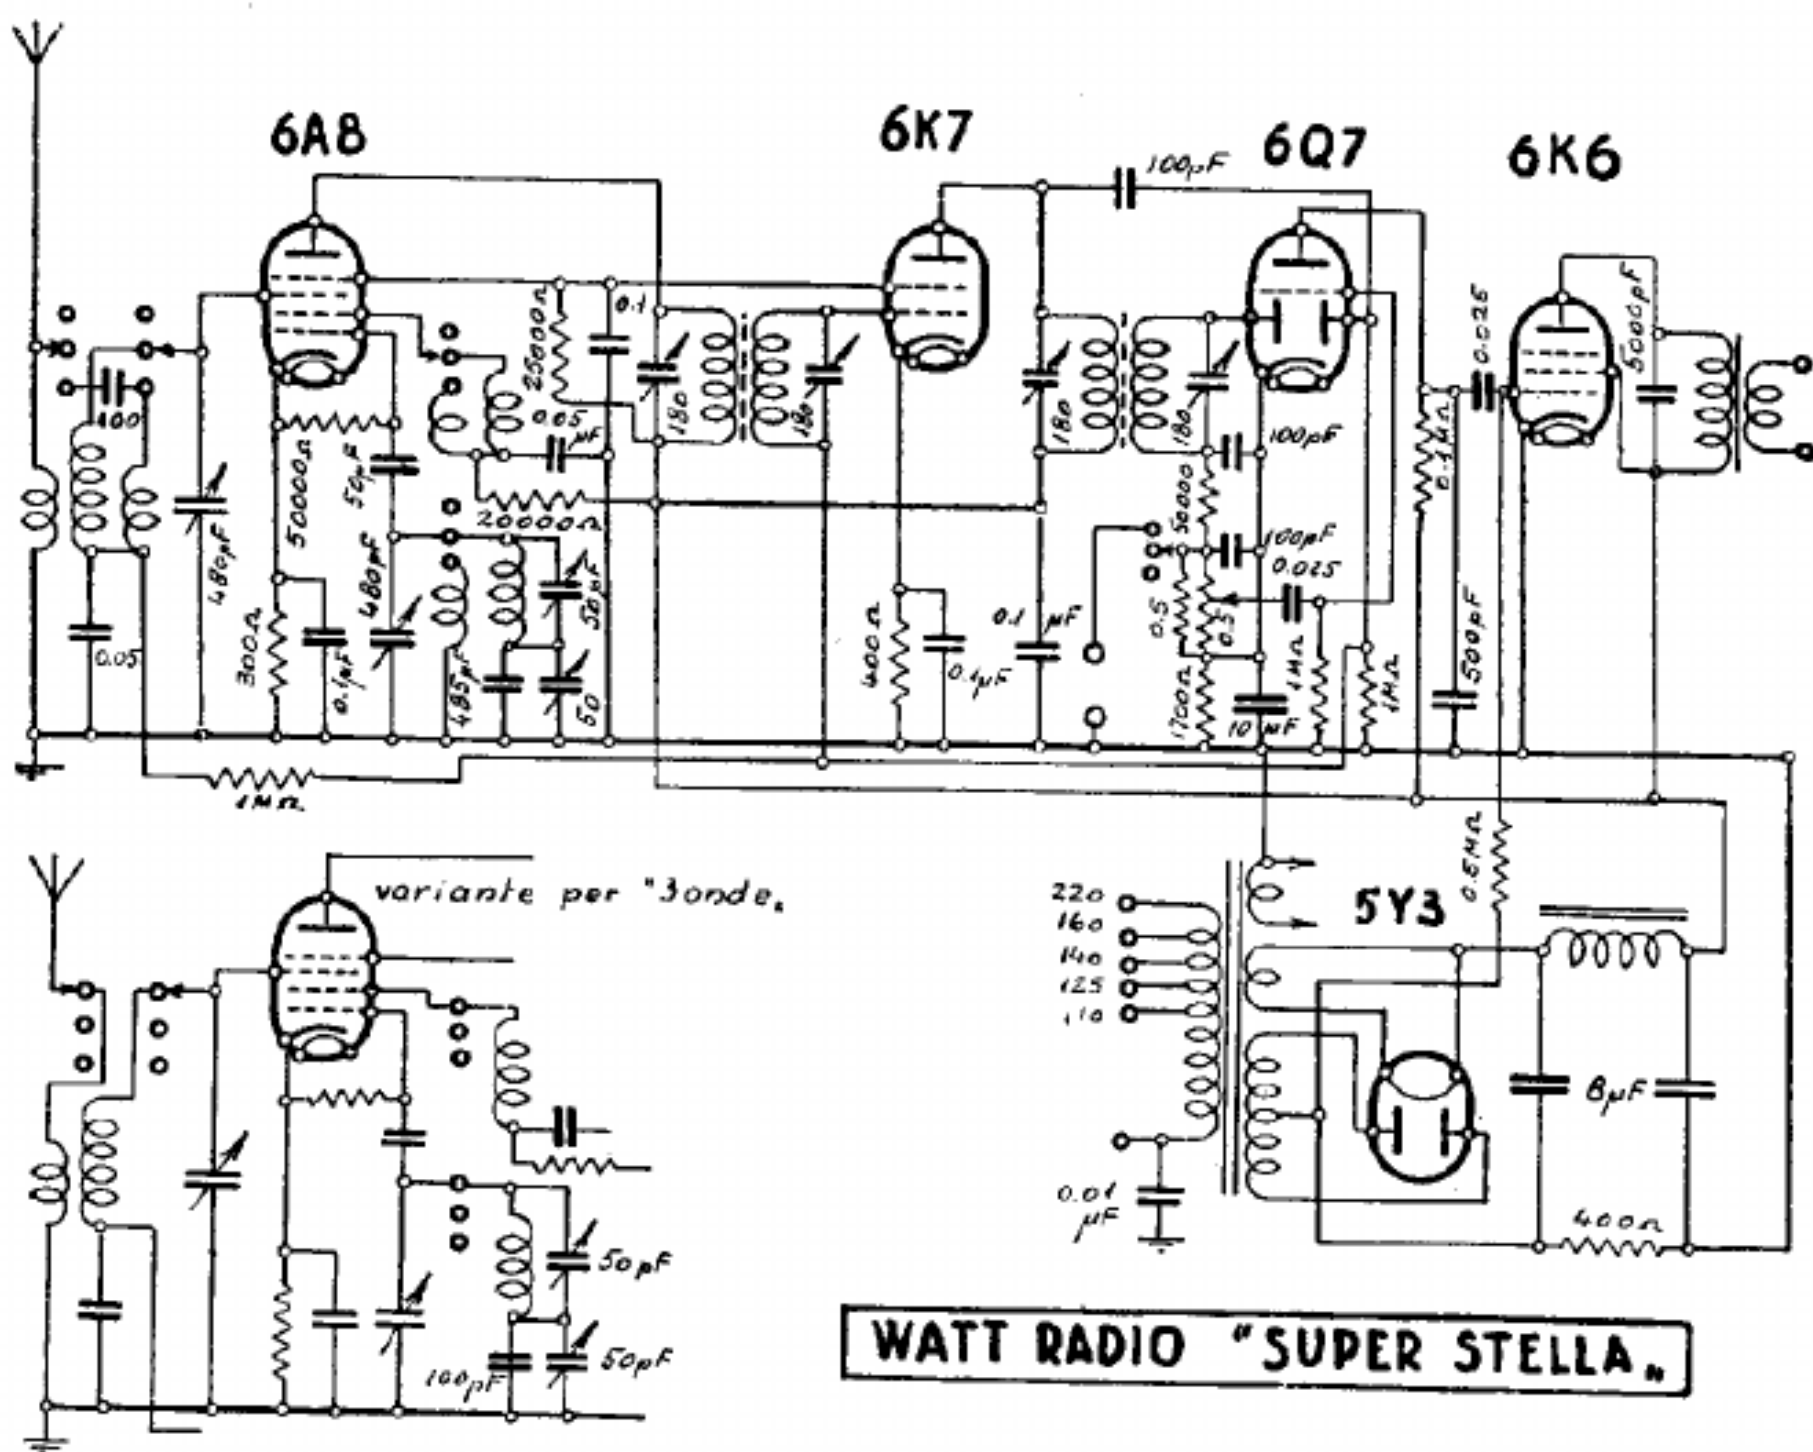 6A8
6K7
6Q7
6K6
100pF
25000Ω
0.1
0.025
5000pF
400
180
180
180
180
0.05
µF
100pF
0.1MΩ
50000Ω
50pF
20000Ω
50000
480pF
480pF
100pF
0.025
50pF
0.05
300Ω
0.1µF
485pF
50
400Ω
0.1µF
0.1 µF
0.5
0.5
1700Ω
10 µF
1MΩ
1MΩ
500pF
1MΩ
0.5MΩ
variante per "3onde„
220
160
140
125
110
5Y3
8µF
0.01
µF
400Ω
50pF
100pF
50pF
WATT RADIO "SUPER STELLA„